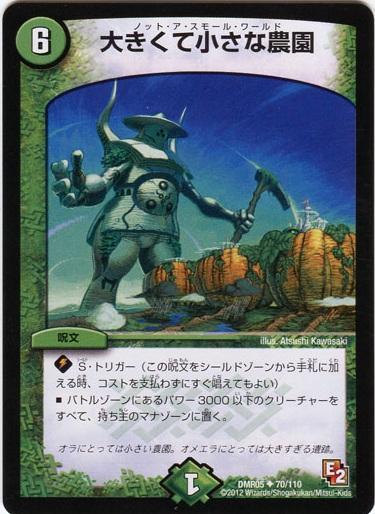 6
ノット・ア・スモール・ワールド
大きくて小さな農園
illus. Atsushi Kawasaki
呪文
S・トリガー(この呪文をシールドゾーンから手札に加える時、コストを支払わずにすぐ唱えてもよい)
■ バトルゾーンにあるパワー3000以下のクリーチャーをすべて、持ち主のマナゾーンに置く。
オラにとっては小さい農園。オメエラにとっては大きすぎる遺跡。
1
DMR05 ♦ 70/110
©2012 Wizards/Shogakukan/Mitsui-Kids
E2